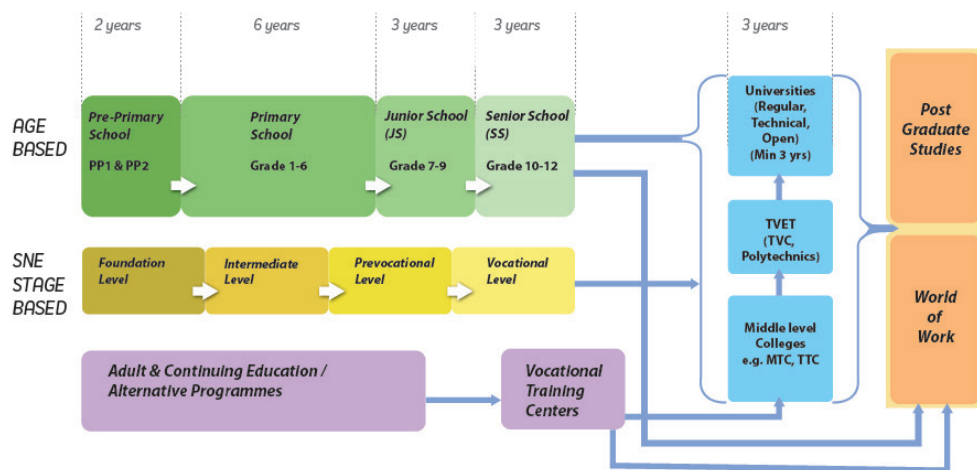 2 years
6 years
3 years
3 years
3 years
AGE
BASED
Pre-Primary
School
PP1 & PP2
Primary
School
Grade 1-6
Junior School
(JS)
Grade 7-9
Senior School
(SS)
Grade 10-12
Universities
(Regular,
Technical,
Open)
(Min 3 yrs)
Post
Graduate
Studies
TVET
(TVC,
Polytechnics)
SNE
STAGE
BASED
Foundation
Level
Intermediate
Level
Prevocational
Level
Vocational
Level
World
of
Work
Middle level
Colleges
e.g. MTC, TTC
Adult & Continuing Education /
Alternative Programmes
Vocational
Training
Centers